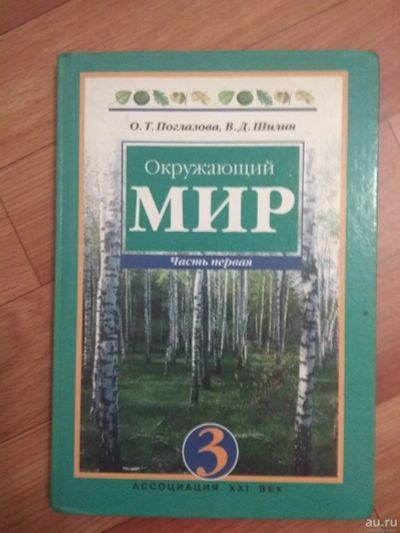 О. Т. Поглазова, В. Д. Шилин
Окружающий
МИР
Часть первая
3
АССОЦИАЦИЯ XXI ВЕК
au.ru